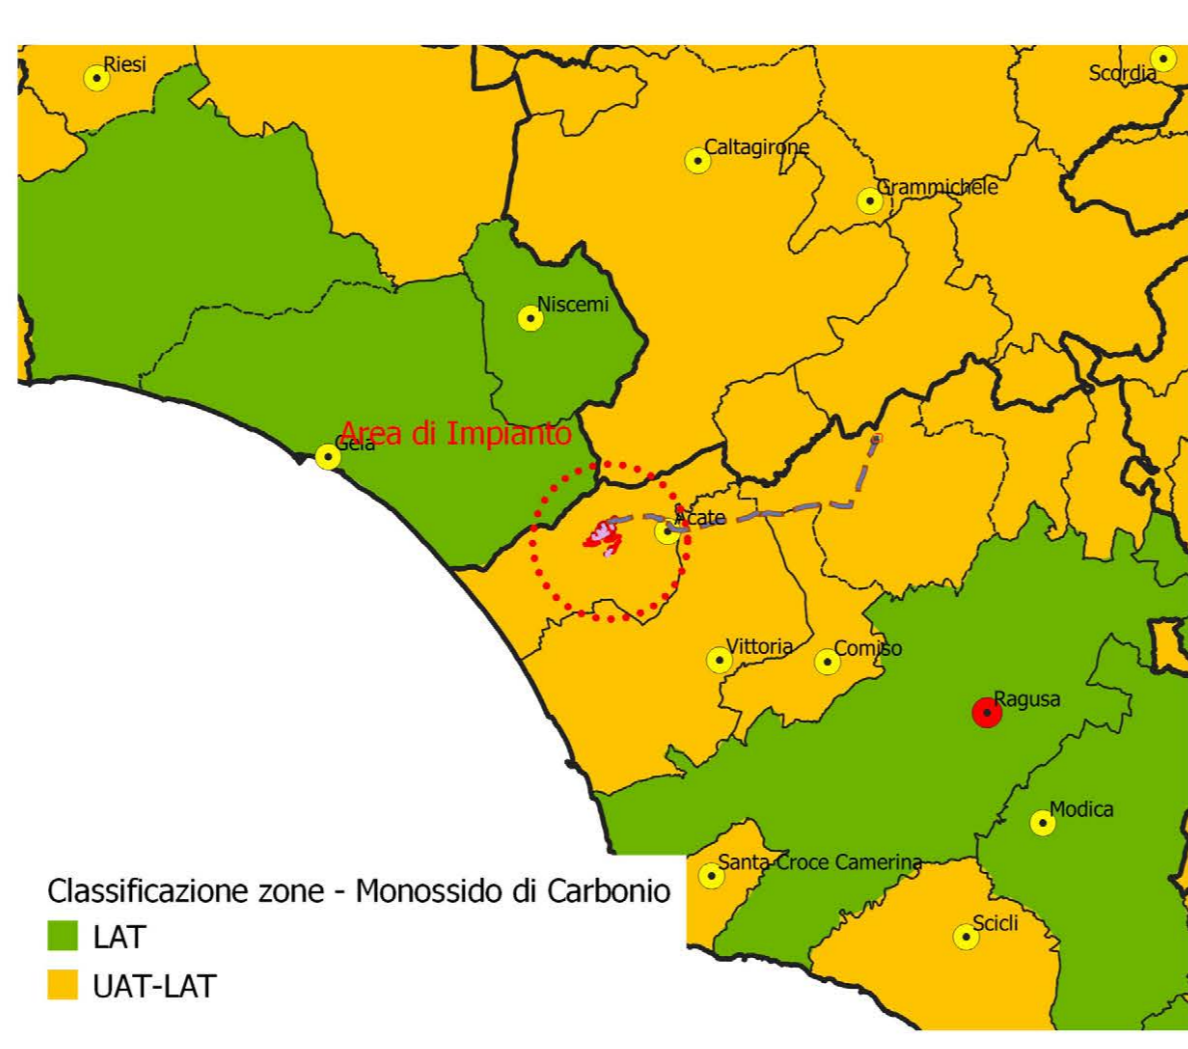 Riesi
Scordia
Caltagirone
Grammichele
Niscemi
Area di Impianto
Gela
Acate
Vittoria
Comiso
Ragusa
Modica
Santa Croce Camerina
Scicli
Classificazione zone - Monossido di Carbonio
LAT
UAT-LAT